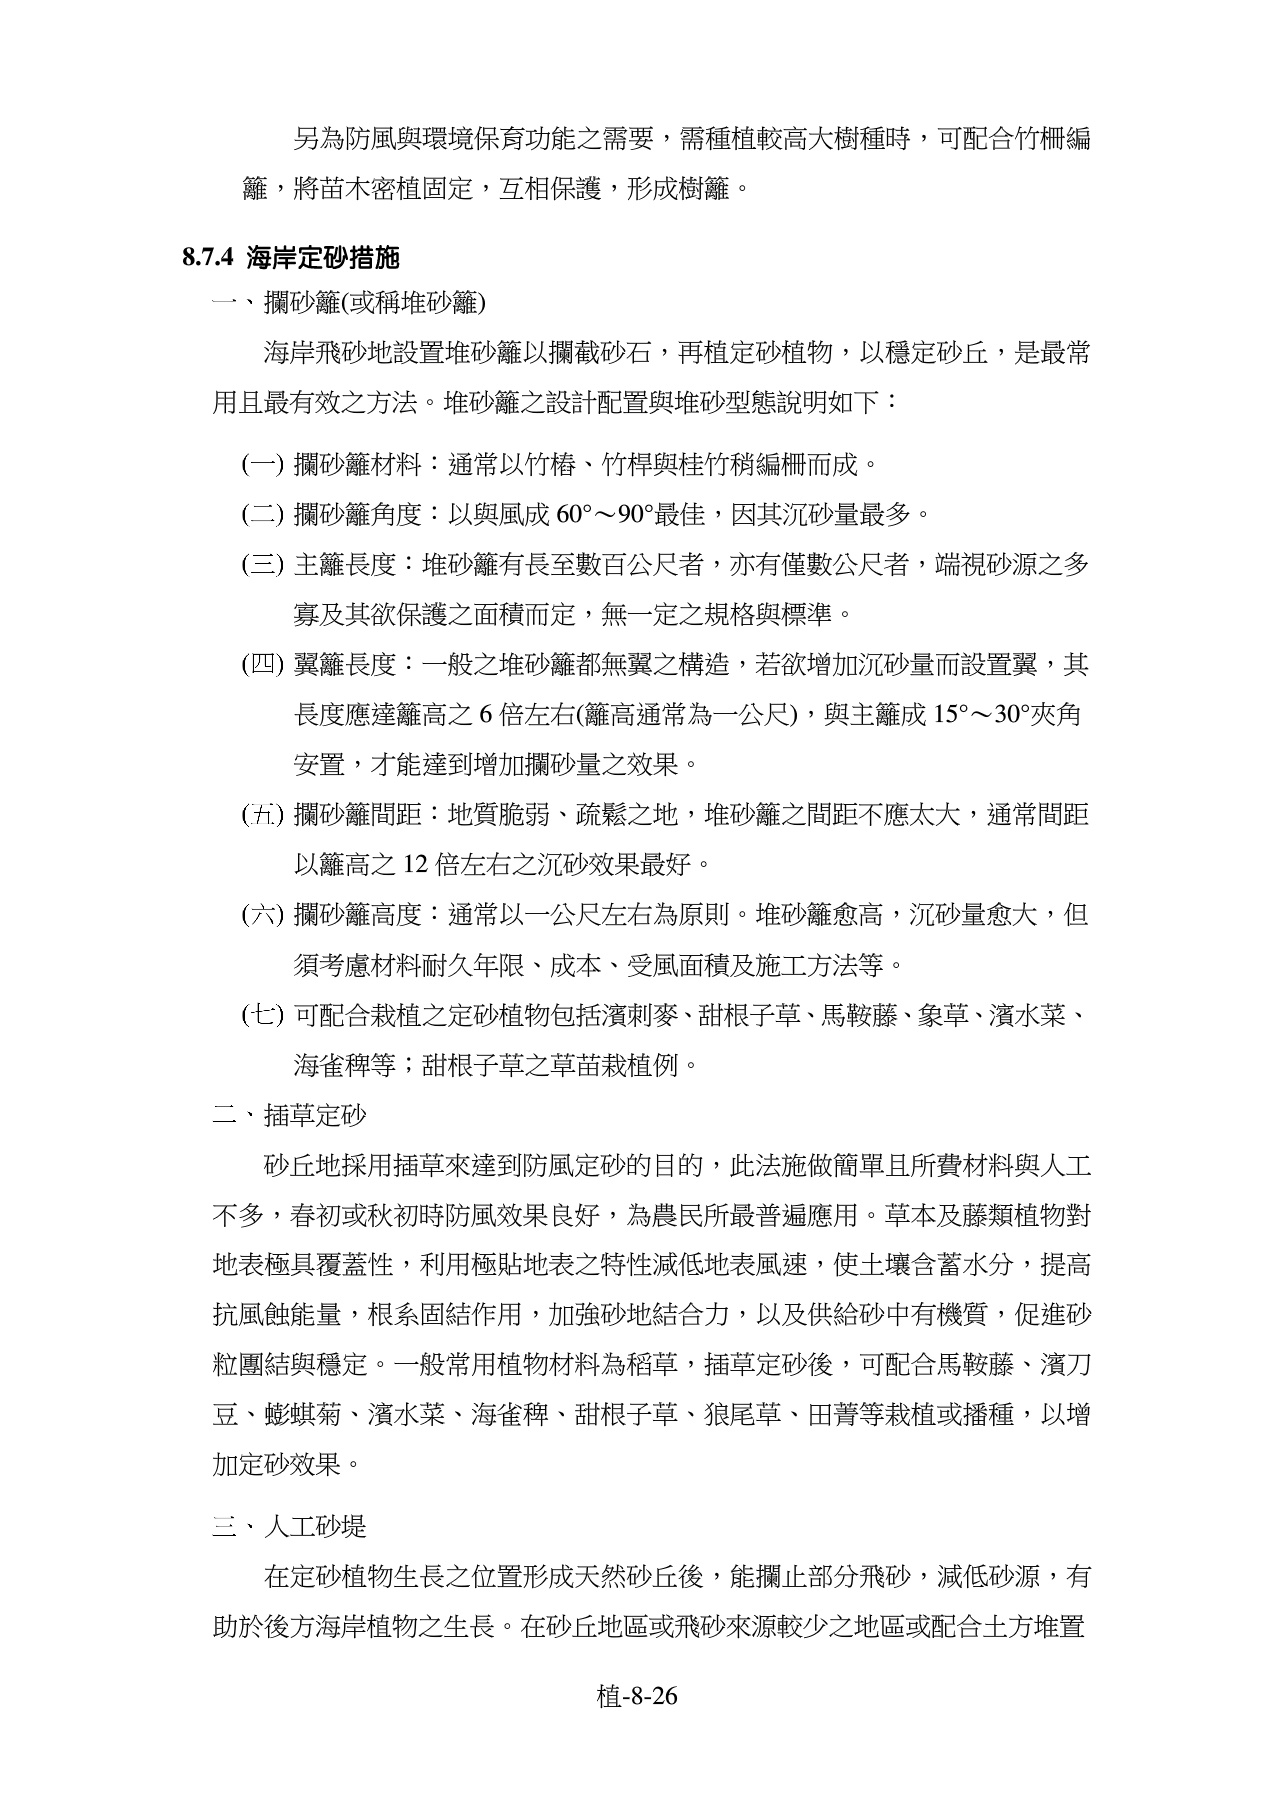 另為防風與環境保育功能之需要，需種植較高大樹種時，可配合竹柵編
籬，將苗木密植固定，互相保護，形成樹籬。
8.7.4 海岸定砂措施
一、攔砂籬(或稱堆砂籬)
海岸飛砂地設置堆砂籬以攔截砂石，再植定砂植物，以穩定砂丘，是最常
用且最有效之方法。堆砂籬之設計配置與堆砂型態說明如下：
(一) 攔砂籬材料：通常以竹樁、竹桿與桂竹稍編柵而成。
(二) 攔砂籬角度：以與風成 60°～90°最佳，因其沉砂量最多。
(三) 主籬長度：堆砂籬有長至數百公尺者，亦有僅數公尺者，端視砂源之多
寡及其欲保護之面積而定，無一定之規格與標準。
(四) 翼籬長度：一般之堆砂籬都無翼之構造，若欲增加沉砂量而設置翼，其
長度應達籬高之 6 倍左右(籬高通常為一公尺)，與主籬成 15°～30°夾角
安置，才能達到增加攔砂量之效果。
(五) 攔砂籬間距：地質脆弱、疏鬆之地，堆砂籬之間距不應太大，通常間距
以籬高之 12 倍左右之沉砂效果最好。
(六) 攔砂籬高度：通常以一公尺左右為原則。堆砂籬愈高，沉砂量愈大，但
須考慮材料耐久年限、成本、受風面積及施工方法等。
(七) 可配合栽植之定砂植物包括濱刺麥、甜根子草、馬鞍藤、象草、濱水菜、
海雀稗等；甜根子草之草苗栽植例。
二、插草定砂
砂丘地採用插草來達到防風定砂的目的，此法施做簡單且所費材料與人工
不多，春初或秋初時防風效果良好，為農民所最普遍應用。草本及藤類植物對
地表極具覆蓋性，利用極貼地表之特性減低地表風速，使土壤含蓄水分，提高
抗風蝕能量，根系固結作用，加強砂地結合力，以及供給砂中有機質，促進砂
粒團結與穩定。一般常用植物材料為稻草，插草定砂後，可配合馬鞍藤、濱刀
豆、蟛蜞菊、濱水菜、海雀稗、甜根子草、狼尾草、田菁等栽植或播種，以增
加定砂效果。
三、人工砂堤
在定砂植物生長之位置形成天然砂丘後，能攔止部分飛砂，減低砂源，有
助於後方海岸植物之生長。在砂丘地區或飛砂來源較少之地區或配合土方堆置
植-8-26